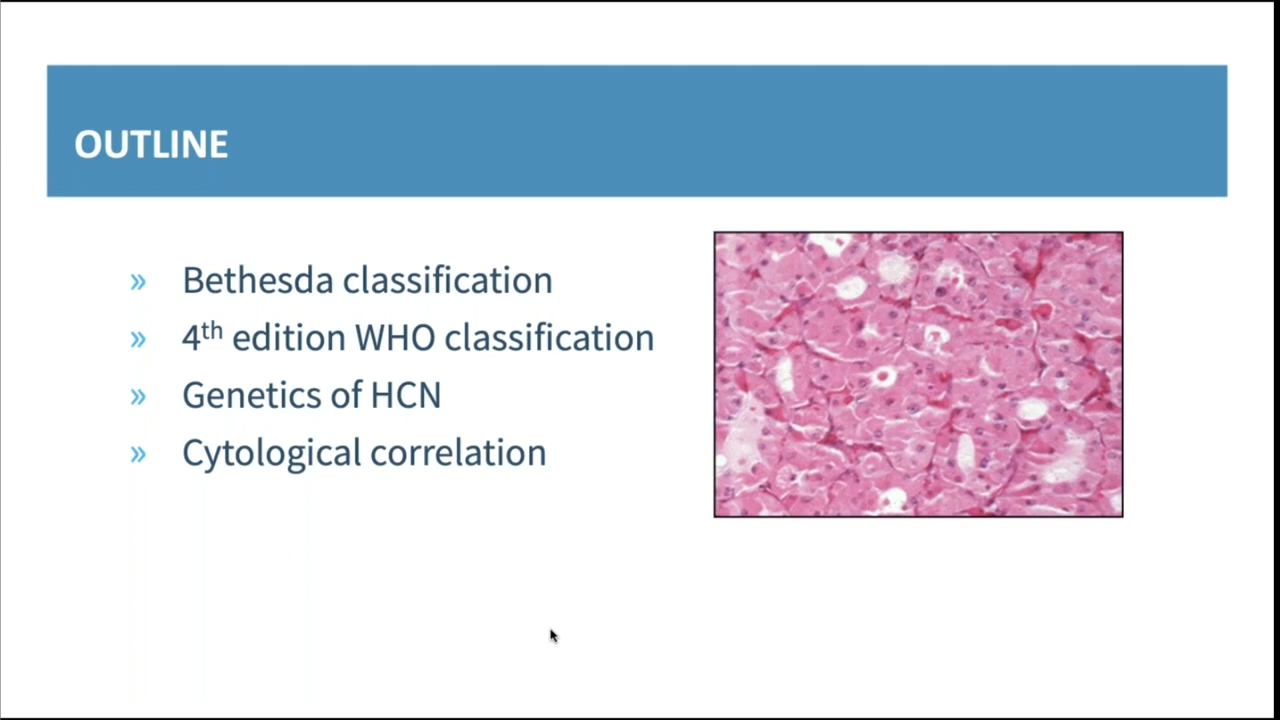 OUTLINE
» Bethesda classification
» 4th edition WHO classification
» Genetics of HCN
» Cytological correlation